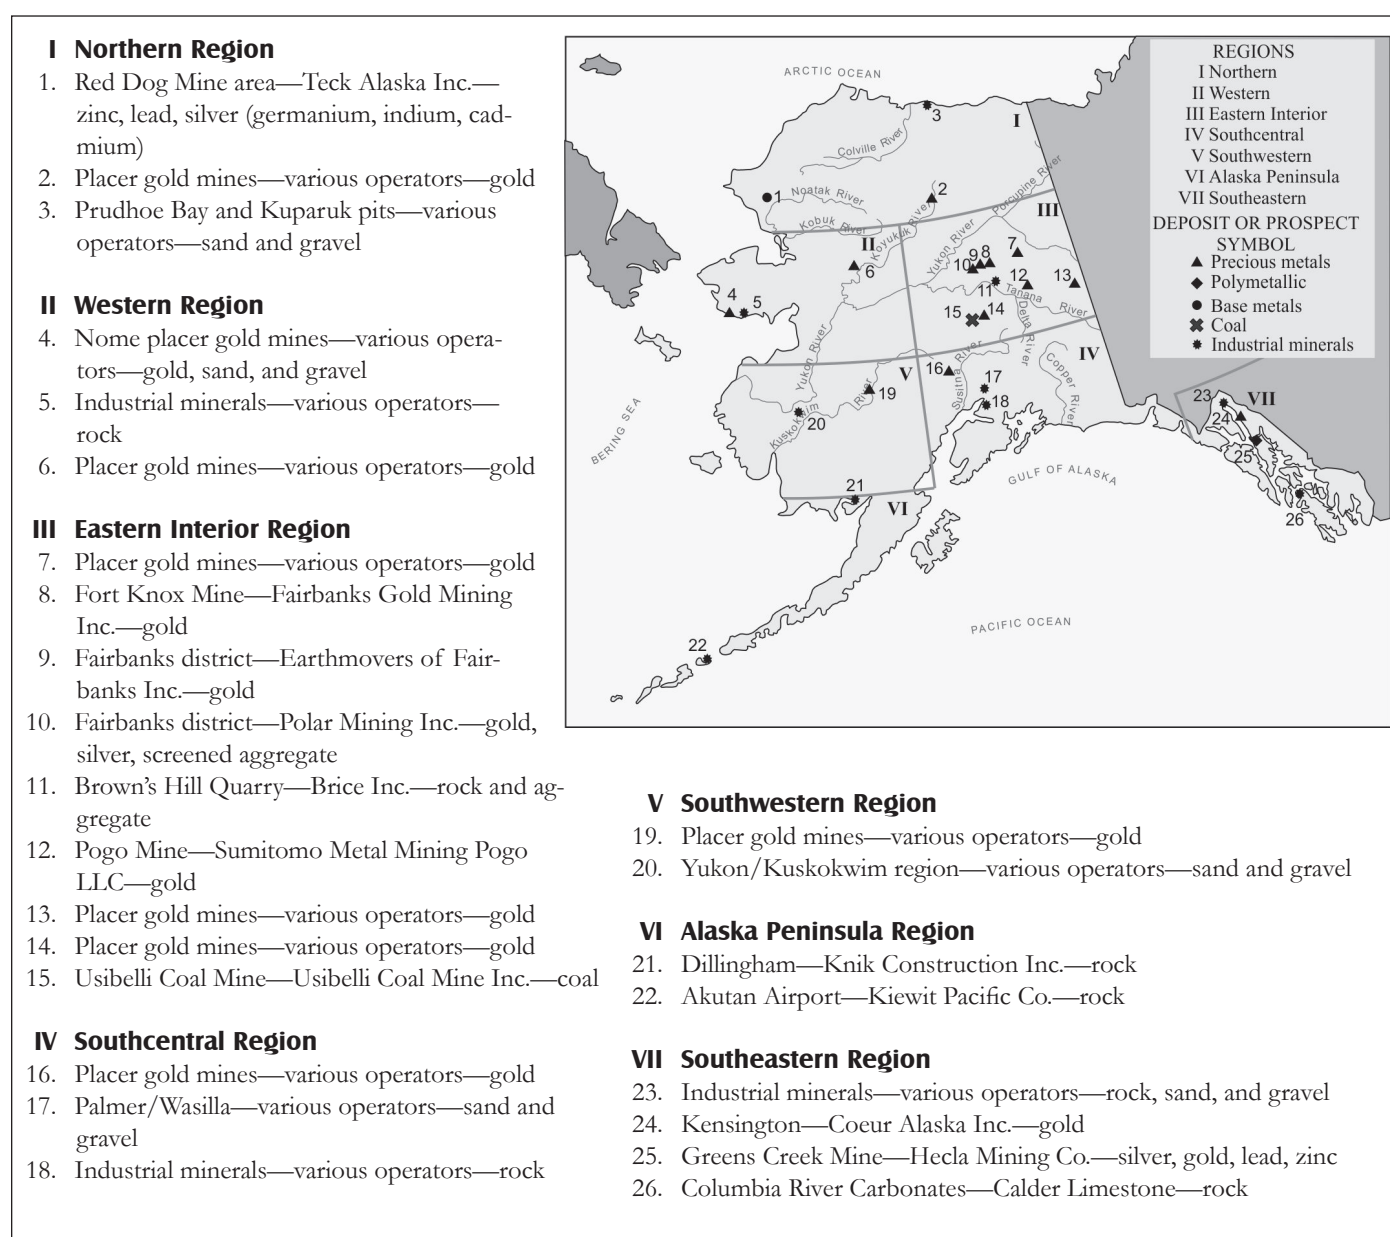 I Northern Region
1. Red Dog Mine area—Teck Alaska Inc.—
zinc, lead, silver (germanium, indium, cad-
mium)
2. Placer gold mines—various operators—gold
3. Prudhoe Bay and Kuparuk pits—various
operators—sand and gravel
II Western Region
4. Nome placer gold mines—various opera-
tors—gold, sand, and gravel
5. Industrial minerals—various operators—
rock
6. Placer gold mines—various operators—gold
III Eastern Interior Region
7. Placer gold mines—various operators—gold
8. Fort Knox Mine—Fairbanks Gold Mining
Inc.—gold
9. Fairbanks district—Earthmovers of Fair-
banks Inc.—gold
10. Fairbanks district—Polar Mining Inc.—gold,
silver, screened aggregate
11. Brown's Hill Quarry—Brice Inc.—rock and ag-
gregate
12. Pogo Mine—Sumitomo Metal Mining Pogo
LLC—gold
13. Placer gold mines—various operators—gold
14. Placer gold mines—various operators—gold
15. Usibelli Coal Mine—Usibelli Coal Mine Inc.—coal
IV Southcentral Region
16. Placer gold mines—various operators—gold
17. Palmer/Wasilla—various operators—sand and
gravel
18. Industrial minerals—various operators—rock
V Southwestern Region
19. Placer gold mines—various operators—gold
20. Yukon/Kuskokwim region—various operators—sand and gravel
VI Alaska Peninsula Region
21. Dillingham—Knik Construction Inc.—rock
22. Akutan Airport—Kiewit Pacific Co.—rock
VII Southeastern Region
23. Industrial minerals—various operators—rock, sand, and gravel
24. Kensington—Coeur Alaska Inc.—gold
25. Greens Creek Mine—Hecla Mining Co.—silver, gold, lead, zinc
26. Columbia River Carbonates—Calder Limestone—rock
REGIONS
I Northern
II Western
III Eastern Interior
IV Southcentral
V Southwestern
VI Alaska Peninsula
VII Southeastern
DEPOSIT OR PROSPECT
SYMBOL
Precious metals
Polymetallic
Base metals
Coal
Industrial minerals
ARCTIC OCEAN
3
I
Colville River
1
Noatak River
2
Porcupine River
Kobuk River
II
Koyukuk River
III
Yukon River
6
9
8
7
10
11
12
13
Tanana River
4
5
15
14
Delta River
Yukon River
V
16
Susitna River
IV
Copper River
17
18
19
20
Kuskokwim River
BERING SEA
21
VI
GULF OF ALASKA
23
24
VII
25
26
22
PACIFIC OCEAN